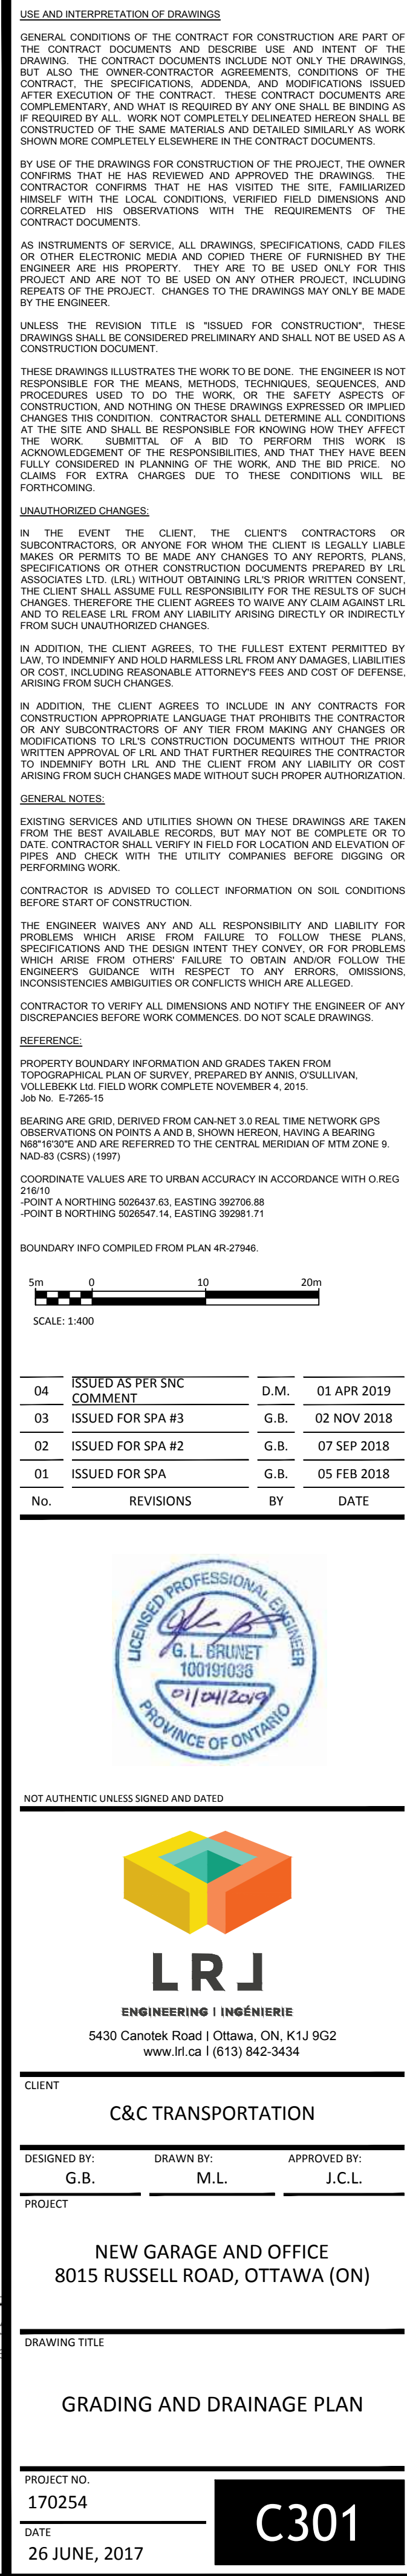 USE AND INTERPRETATION OF DRAWINGS
GENERAL CONDITIONS OF THE CONTRACT FOR CONSTRUCTION ARE PART OF
THE CONTRACT DOCUMENTS AND DESCRIBE USE AND INTENT OF THE
DRAWING. THE CONTRACT DOCUMENTS INCLUDE NOT ONLY THE DRAWINGS,
BUT ALSO THE OWNER-CONTRACTOR AGREEMENTS, CONDITIONS OF THE
CONTRACT, THE SPECIFICATIONS, ADDENDA, AND MODIFICATIONS ISSUED
AFTER EXECUTION OF THE CONTRACT. THESE CONTRACT DOCUMENTS ARE
COMPLEMENTARY, AND WHAT IS REQUIRED BY ANY ONE SHALL BE BINDING AS
IF REQUIRED BY ALL. WORK NOT COMPLETELY DELINEATED HEREON SHALL BE
CONSTRUCTED OF THE SAME MATERIALS AND DETAILED SIMILARLY AS WORK
SHOWN MORE COMPLETELY ELSEWHERE IN THE CONTRACT DOCUMENTS.
BY USE OF THE DRAWINGS FOR CONSTRUCTION OF THE PROJECT, THE OWNER
CONFIRMS THAT HE HAS REVIEWED AND APPROVED THE DRAWINGS. THE
CONTRACTOR CONFIRMS THAT HE HAS VISITED THE SITE, FAMILIARIZED
HIMSELF WITH THE LOCAL CONDITIONS, VERIFIED FIELD DIMENSIONS AND
CORRELATED HIS OBSERVATIONS WITH THE REQUIREMENTS OF THE
CONTRACT DOCUMENTS.
AS INSTRUMENTS OF SERVICE, ALL DRAWINGS, SPECIFICATIONS, CADD FILES
OR OTHER ELECTRONIC MEDIA AND COPIED THERE OF FURNISHED BY THE
ENGINEER ARE HIS PROPERTY. THEY ARE TO BE USED ONLY FOR THIS
PROJECT AND ARE NOT TO BE USED ON ANY OTHER PROJECT, INCLUDING
REPEATS OF THE PROJECT. CHANGES TO THE DRAWINGS MAY ONLY BE MADE
BY THE ENGINEER.
UNLESS THE REVISION TITLE IS "ISSUED FOR CONSTRUCTION", THESE
DRAWINGS SHALL BE CONSIDERED PRELIMINARY AND SHALL NOT BE USED AS A
CONSTRUCTION DOCUMENT.
THESE DRAWINGS ILLUSTRATES THE WORK TO BE DONE. THE ENGINEER IS NOT
RESPONSIBLE FOR THE MEANS, METHODS, TECHNIQUES, SEQUENCES, AND
PROCEDURES USED TO DO THE WORK, OR THE SAFETY ASPECTS OF
CONSTRUCTION, AND NOTHING ON THESE DRAWINGS EXPRESSED OR IMPLIED
CHANGES THIS CONDITION. CONTRACTOR SHALL DETERMINE ALL CONDITIONS
AT THE SITE AND SHALL BE RESPONSIBLE FOR KNOWING HOW THEY AFFECT
THE WORK. SUBMITTAL OF A BID TO PERFORM THIS WORK IS
ACKNOWLEDGEMENT OF THE RESPONSIBILITIES, AND THAT THEY HAVE BEEN
FULLY CONSIDERED IN PLANNING OF THE WORK, AND THE BID PRICE. NO
CLAIMS FOR EXTRA CHARGES DUE TO THESE CONDITIONS WILL BE
FORTHCOMING.
UNAUTHORIZED CHANGES:
IN THE EVENT THE CLIENT, THE CLIENT'S CONTRACTORS OR
SUBCONTRACTORS, OR ANYONE FOR WHOM THE CLIENT IS LEGALLY LIABLE
MAKES OR PERMITS TO BE MADE ANY CHANGES TO ANY REPORTS, PLANS,
SPECIFICATIONS OR OTHER CONSTRUCTION DOCUMENTS PREPARED BY LRL
ASSOCIATES LTD. (LRL) WITHOUT OBTAINING LRL'S PRIOR WRITTEN CONSENT,
THE CLIENT SHALL ASSUME FULL RESPONSIBILITY FOR THE RESULTS OF SUCH
CHANGES. THEREFORE THE CLIENT AGREES TO WAIVE ANY CLAIM AGAINST LRL
AND TO RELEASE LRL FROM ANY LIABILITY ARISING DIRECTLY OR INDIRECTLY
FROM SUCH UNAUTHORIZED CHANGES.
IN ADDITION, THE CLIENT AGREES, TO THE FULLEST EXTENT PERMITTED BY
LAW, TO INDEMNIFY AND HOLD HARMLESS LRL FROM ANY DAMAGES, LIABILITIES
OR COST, INCLUDING REASONABLE ATTORNEY'S FEES AND COST OF DEFENSE,
ARISING FROM SUCH CHANGES.
IN ADDITION, THE CLIENT AGREES TO INCLUDE IN ANY CONTRACTS FOR
CONSTRUCTION APPROPRIATE LANGUAGE THAT PROHIBITS THE CONTRACTOR
OR ANY SUBCONTRACTORS OF ANY TIER FROM MAKING ANY CHANGES OR
MODIFICATIONS TO LRL'S CONSTRUCTION DOCUMENTS WITHOUT THE PRIOR
WRITTEN APPROVAL OF LRL AND THAT FURTHER REQUIRES THE CONTRACTOR
TO INDEMNIFY BOTH LRL AND THE CLIENT FROM ANY LIABILITY OR COST
ARISING FROM SUCH CHANGES MADE WITHOUT SUCH PROPER AUTHORIZATION.
GENERAL NOTES:
EXISTING SERVICES AND UTILITIES SHOWN ON THESE DRAWINGS ARE TAKEN
FROM THE BEST AVAILABLE RECORDS, BUT MAY NOT BE COMPLETE OR TO
DATE. CONTRACTOR SHALL VERIFY IN FIELD FOR LOCATION AND ELEVATION OF
PIPES AND CHECK WITH THE UTILITY COMPANIES BEFORE DIGGING OR
PERFORMING WORK.
CONTRACTOR IS ADVISED TO COLLECT INFORMATION ON SOIL CONDITIONS
BEFORE START OF CONSTRUCTION.
THE ENGINEER WAIVES ANY AND ALL RESPONSIBILITY AND LIABILITY FOR
PROBLEMS WHICH ARISE FROM FAILURE TO FOLLOW THESE PLANS,
SPECIFICATIONS AND THE DESIGN INTENT THEY CONVEY, OR FOR PROBLEMS
WHICH ARISE FROM OTHERS' FAILURE TO OBTAIN AND/OR FOLLOW THE
ENGINEER'S GUIDANCE WITH RESPECT TO ANY ERRORS, OMISSIONS,
INCONSISTENCIES AMBIGUITIES OR CONFLICTS WHICH ARE ALLEGED.
CONTRACTOR TO VERIFY ALL DIMENSIONS AND NOTIFY THE ENGINEER OF ANY
DISCREPANCIES BEFORE WORK COMMENCES. DO NOT SCALE DRAWINGS.
REFERENCE:
PROPERTY BOUNDARY INFORMATION AND GRADES TAKEN FROM
TOPOGRAPHICAL PLAN OF SURVEY, PREPARED BY ANNIS, O'SULLIVAN,
VOLLEBEKK Ltd. FIELD WORK COMPLETE NOVEMBER 4, 2015.
Job No. E-7265-15
BEARING ARE GRID, DERIVED FROM CAN-NET 3.0 REAL TIME NETWORK GPS
OBSERVATIONS ON POINTS A AND B, SHOWN HEREON, HAVING A BEARING
N68°16'30"E AND ARE REFERRED TO THE CENTRAL MERIDIAN OF MTM ZONE 9.
NAD-83 (CSRS) (1997)
COORDINATE VALUES ARE TO URBAN ACCURACY IN ACCORDANCE WITH O.REG
216/10
-POINT A NORTHING 5026437.63, EASTING 392706.88
-POINT B NORTHING 5026547.14, EASTING 392981.71
BOUNDARY INFO COMPILED FROM PLAN 4R-27946.
5m 0 10 20m
SCALE: 1:400
04 ISSUED AS PER SNC COMMENT D.M. 01 APR 2019
03 ISSUED FOR SPA #3 G.B. 02 NOV 2018
02 ISSUED FOR SPA #2 G.B. 07 SEP 2018
01 ISSUED FOR SPA G.B. 05 FEB 2018
No. REVISIONS BY DATE
LICENSED PROFESSIONAL ENGINEER
G. L. BRUNET
100191036
01/04/2019
PROVINCE OF ONTARIO
NOT AUTHENTIC UNLESS SIGNED AND DATED
LRL
ENGINEERING | INGÉNIERIE
5430 Canotek Road | Ottawa, ON, K1J 9G2
www.lrl.ca | (613) 842-3434
CLIENT
C&C TRANSPORTATION
DESIGNED BY: DRAWN BY: APPROVED BY:
G.B. M.L. J.C.L.
PROJECT
NEW GARAGE AND OFFICE
8015 RUSSELL ROAD, OTTAWA (ON)
DRAWING TITLE
GRADING AND DRAINAGE PLAN
PROJECT NO.
170254
C301
DATE
26 JUNE, 2017